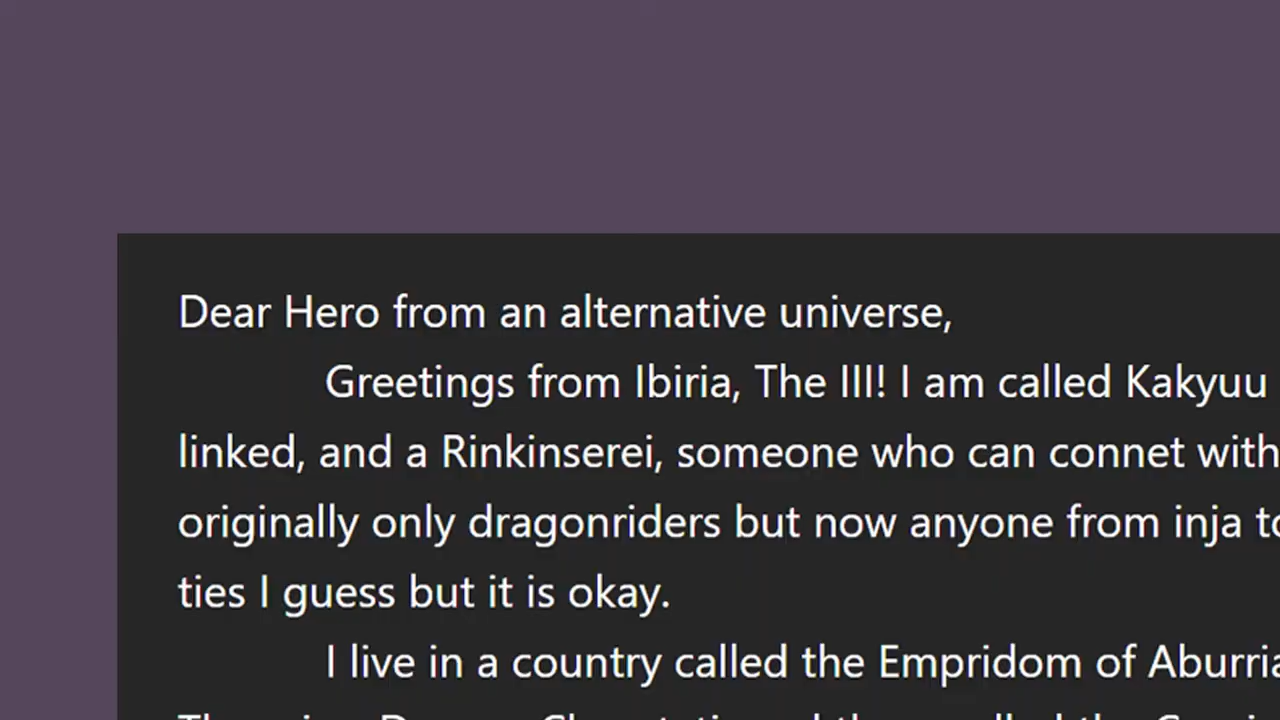 Dear Hero from an alternative universe,
Greetings from Ibiria, The III! I am called Kakyuu
linked, and a Rinkinserei, someone who can connet with
originally only dragonriders but now anyone from inja
ties I guess but it is okay.
I live in a country called the Empridom of Aburria